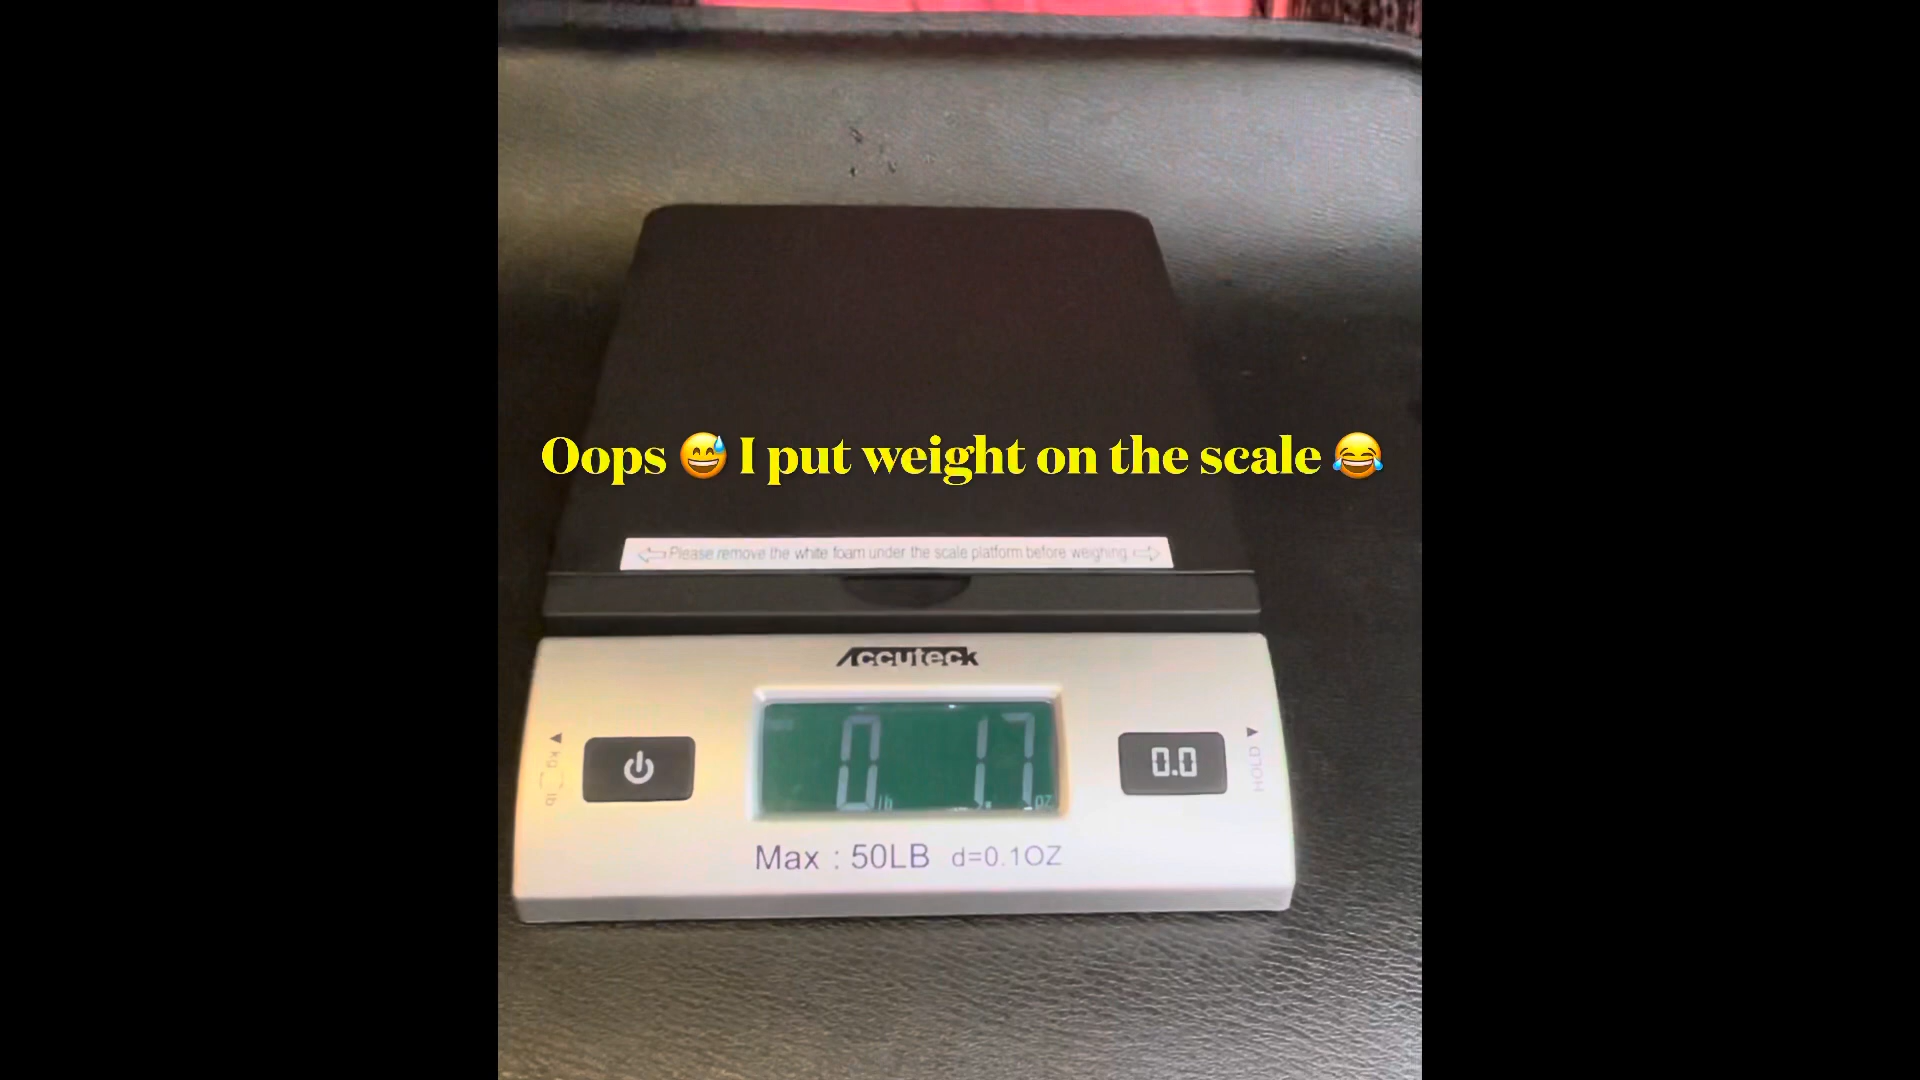 Oops 😅 I put weight on the scale 😂
Please remove the white foam under the scale platform before weighing
Accuteck
0 lb 1.7 oz
kg lb
0.0
HOLD
Max : 50LB d=0.1OZ